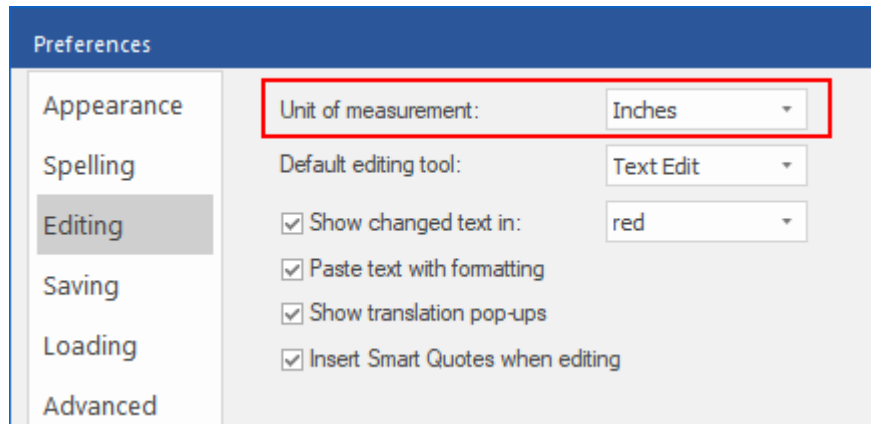 Preferences
Appearance
Spelling
Editing
Saving
Loading
Advanced
Unit of measurement: Inches
Default editing tool: Text Edit
Show changed text in: red
Paste text with formatting
Show translation pop-ups
Insert Smart Quotes when editing